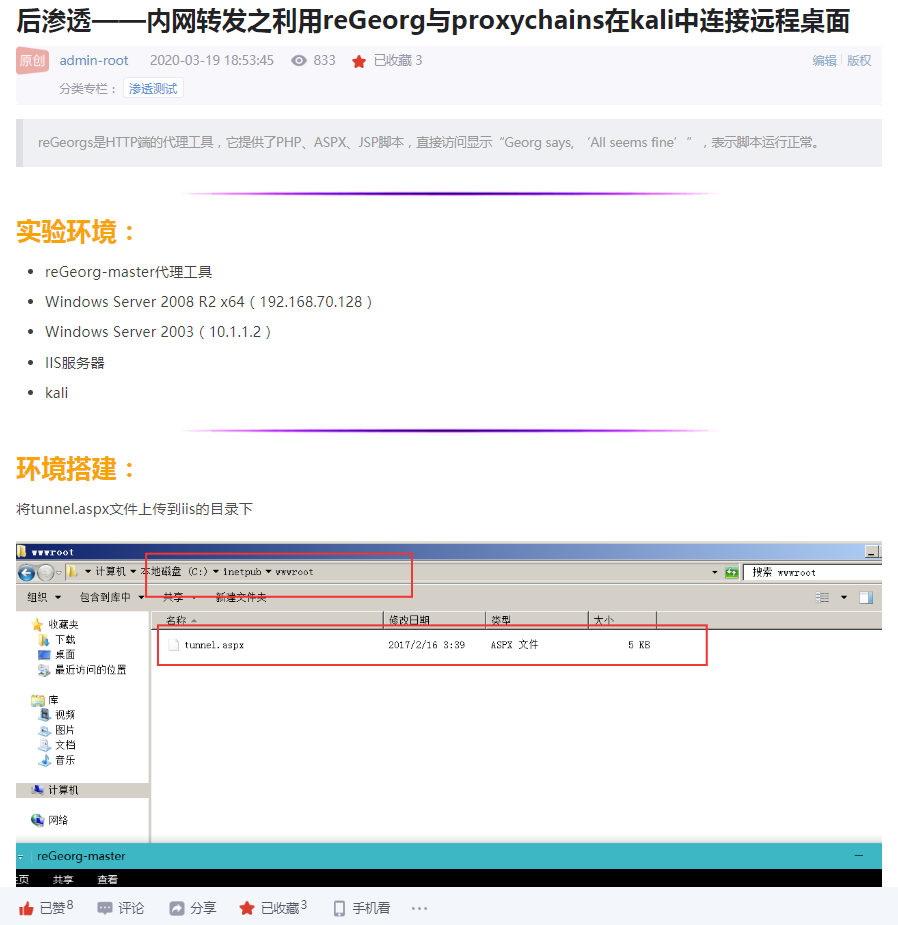 后渗透——内网转发之利用reGeorg与proxychains在kali中连接远程桌面
原创 admin-root 2020-03-19 18:53:45 833 已收藏 3 编辑 版权
分类专栏： 渗透测试
reGeorgs是HTTP端的代理工具，它提供了PHP、ASPX、JSP脚本，直接访问显示“Georg says, ‘All seems fine’”，表示脚本运行正常。
实验环境：
reGeorg-master代理工具
Windows Server 2008 R2 x64（192.168.70.128）
Windows Server 2003（10.1.1.2）
IIS服务器
kali
环境搭建：
将tunnel.aspx文件上传到iis的目录下
wwwroot
计算机 本地磁盘 (C:) inetpub wwwroot 搜索 wwwroot
组织 包含到库中 共享 新建文件夹
收藏夹
下载
桌面
最近访问的位置
库
视频
图片
文档
音乐
计算机
网络
名称 修改日期 类型 大小
tunnel.aspx 2017/2/16 3:39 ASPX 文件 5 KB
reGeorg-master
主页 共享 查看
已赞8 评论 分享 已收藏3 手机看 ···